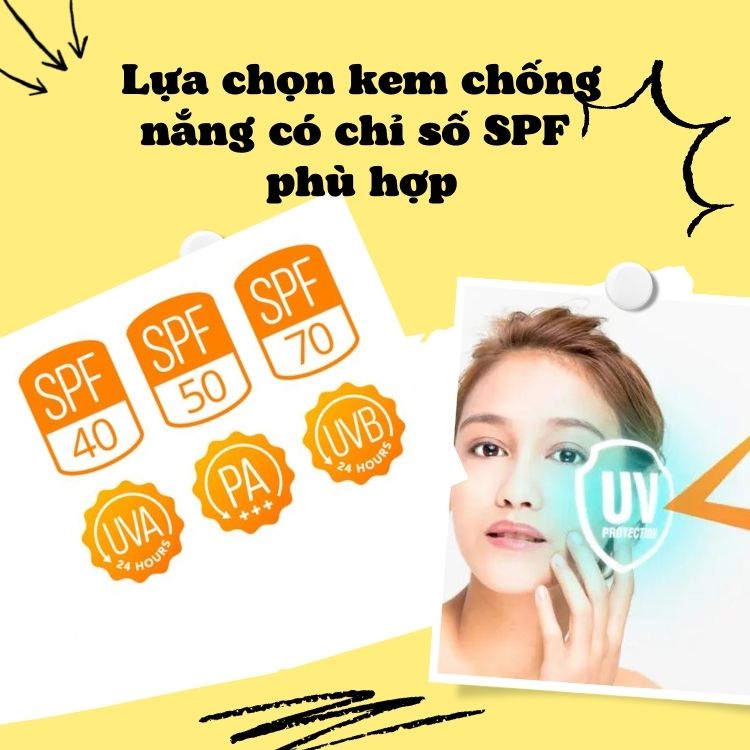 Lựa chọn kem chống
nắng có chỉ số SPF
phù hợp
SPF
40
SPF
50
SPF
70
UVA
24 HOURS
PA
+++
UVB
24 HOURS
UV
PROTECTION